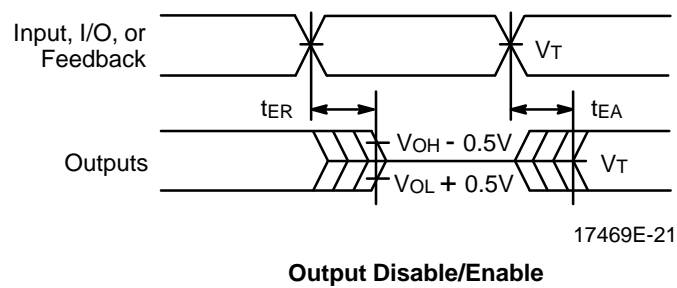 Input, I/O, or
Feedback
VT
tER
tEA
VOH - 0.5V
Outputs
VT
VOL + 0.5V
17469E-21
Output Disable/Enable